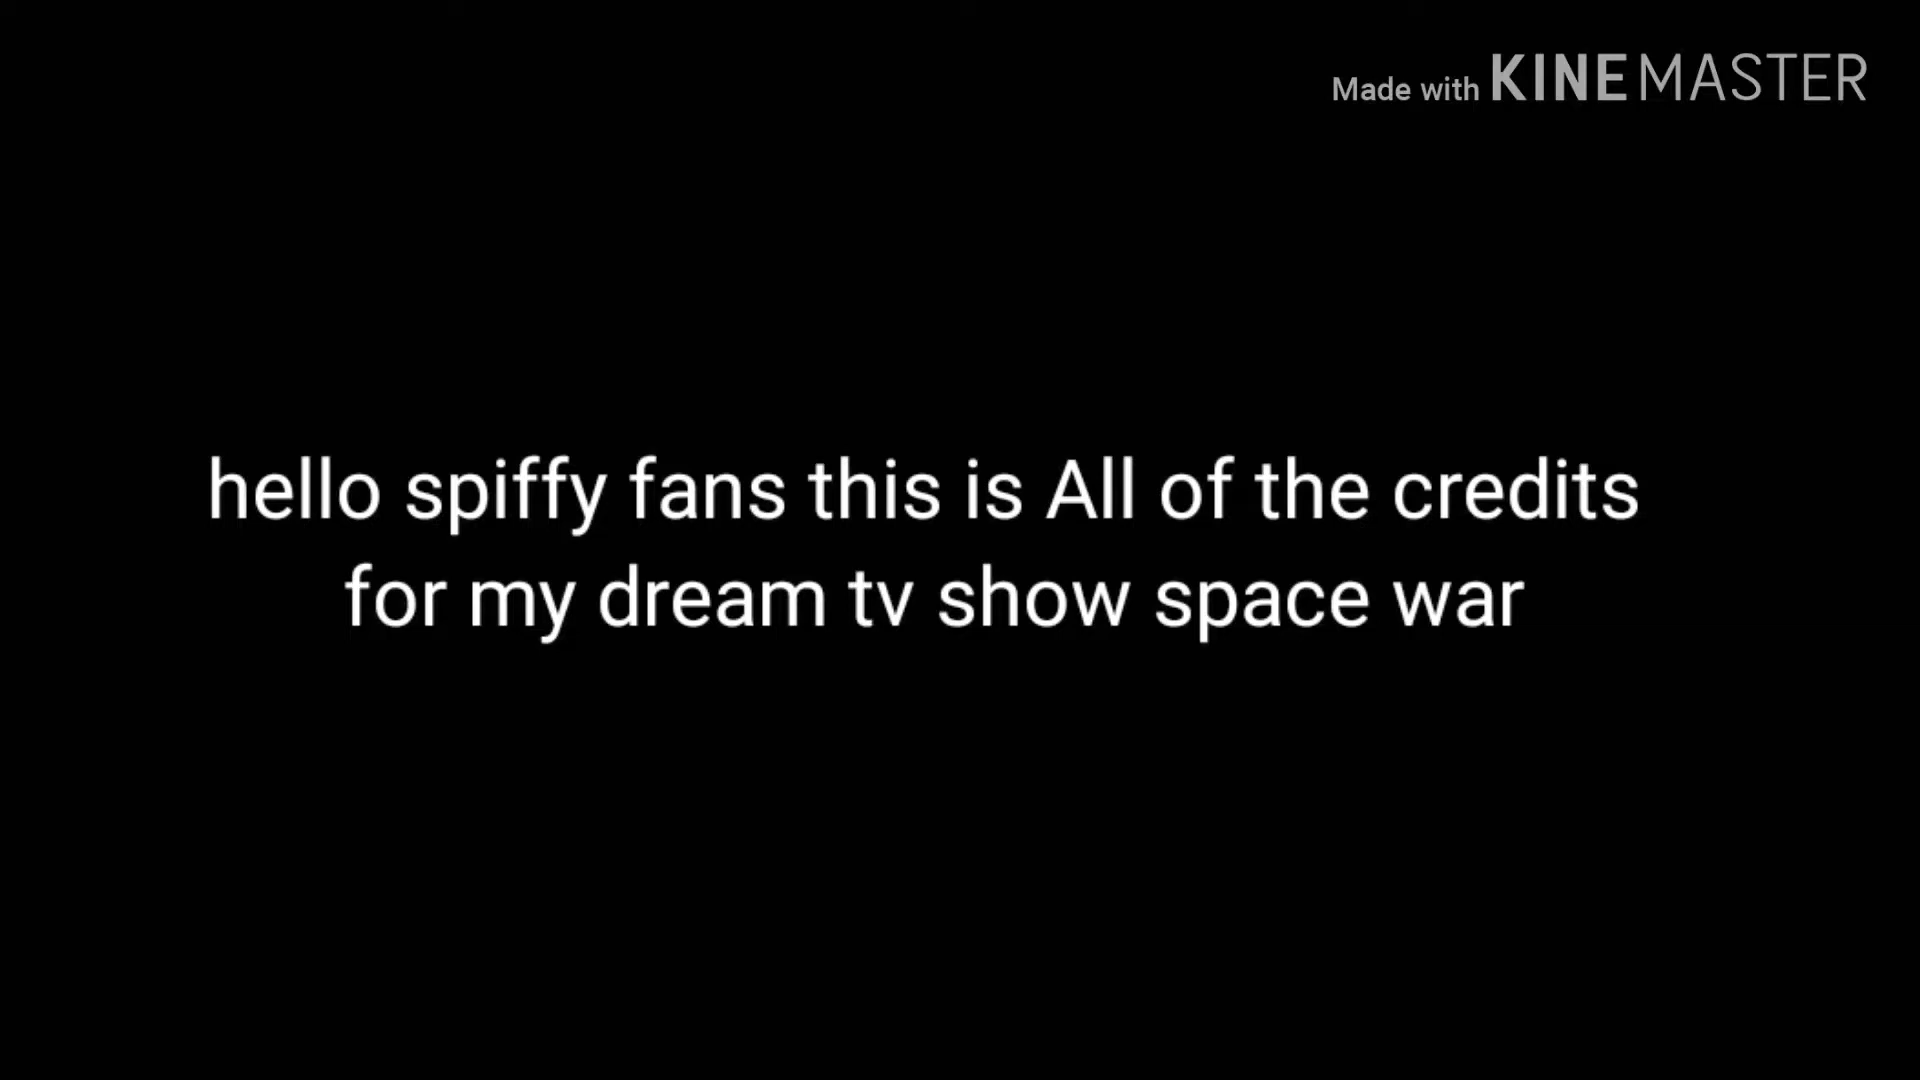 Made with KINEMASTER
hello spiffy fans this is All of the credits
for my dream tv show space war